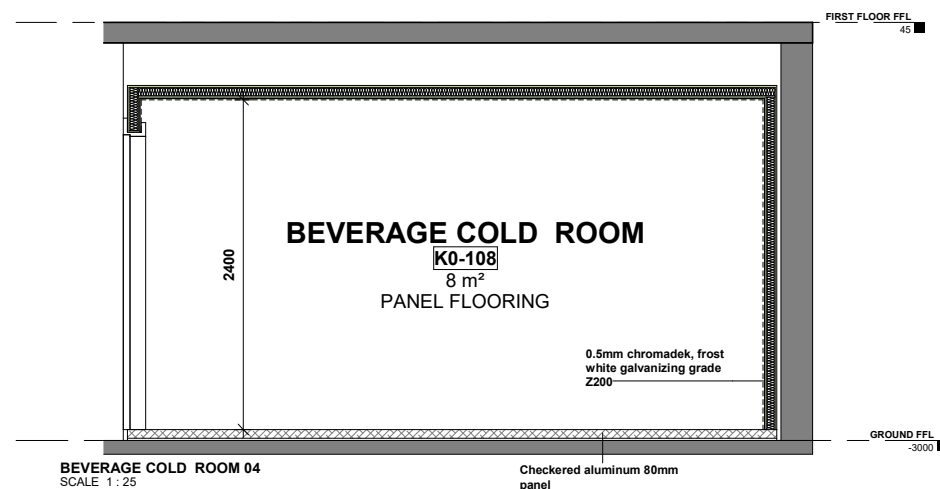 FIRST FLOOR FFL
45
BEVERAGE COLD ROOM
K0-108
8 m²
PANEL FLOORING
2400
0.5mm chromadek, frost
white galvanizing grade
Z200
GROUND FFL
-3000
BEVERAGE COLD ROOM 04
SCALE 1 : 25
Checkered aluminum 80mm
panel